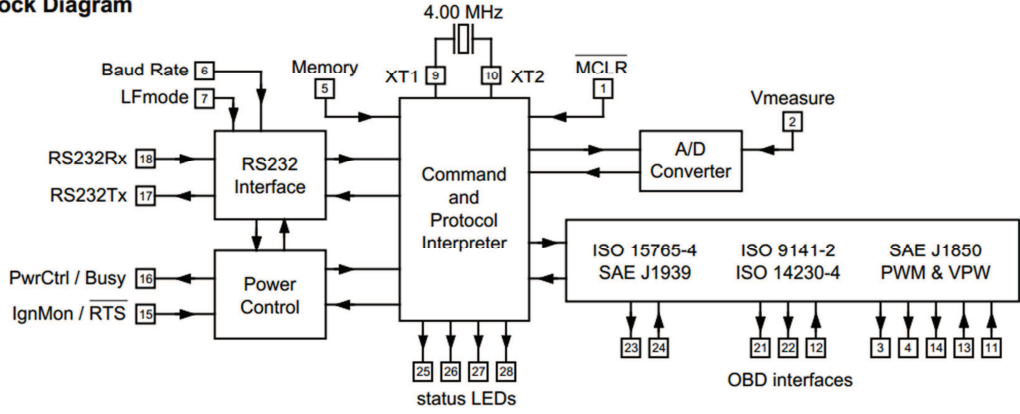 ock Diagram
4.00 MHz
Baud Rate 6
LFmode 7
Memory
5
XT1 9
10 XT2
MCLR
1
Vmeasure
2
RS232Rx 18
RS232Tx 17
RS232
Interface
Command
and
Protocol
Interpreter
A/D
Converter
PwrCtrl / Busy 16
IgnMon / RTS 15
Power
Control
ISO 15765-4
SAE J1939
ISO 9141-2
ISO 14230-4
SAE J1850
PWM & VPW
23 24
21 22 12
3 4 14 13 11
OBD interfaces
25 26 27 28
status LEDs